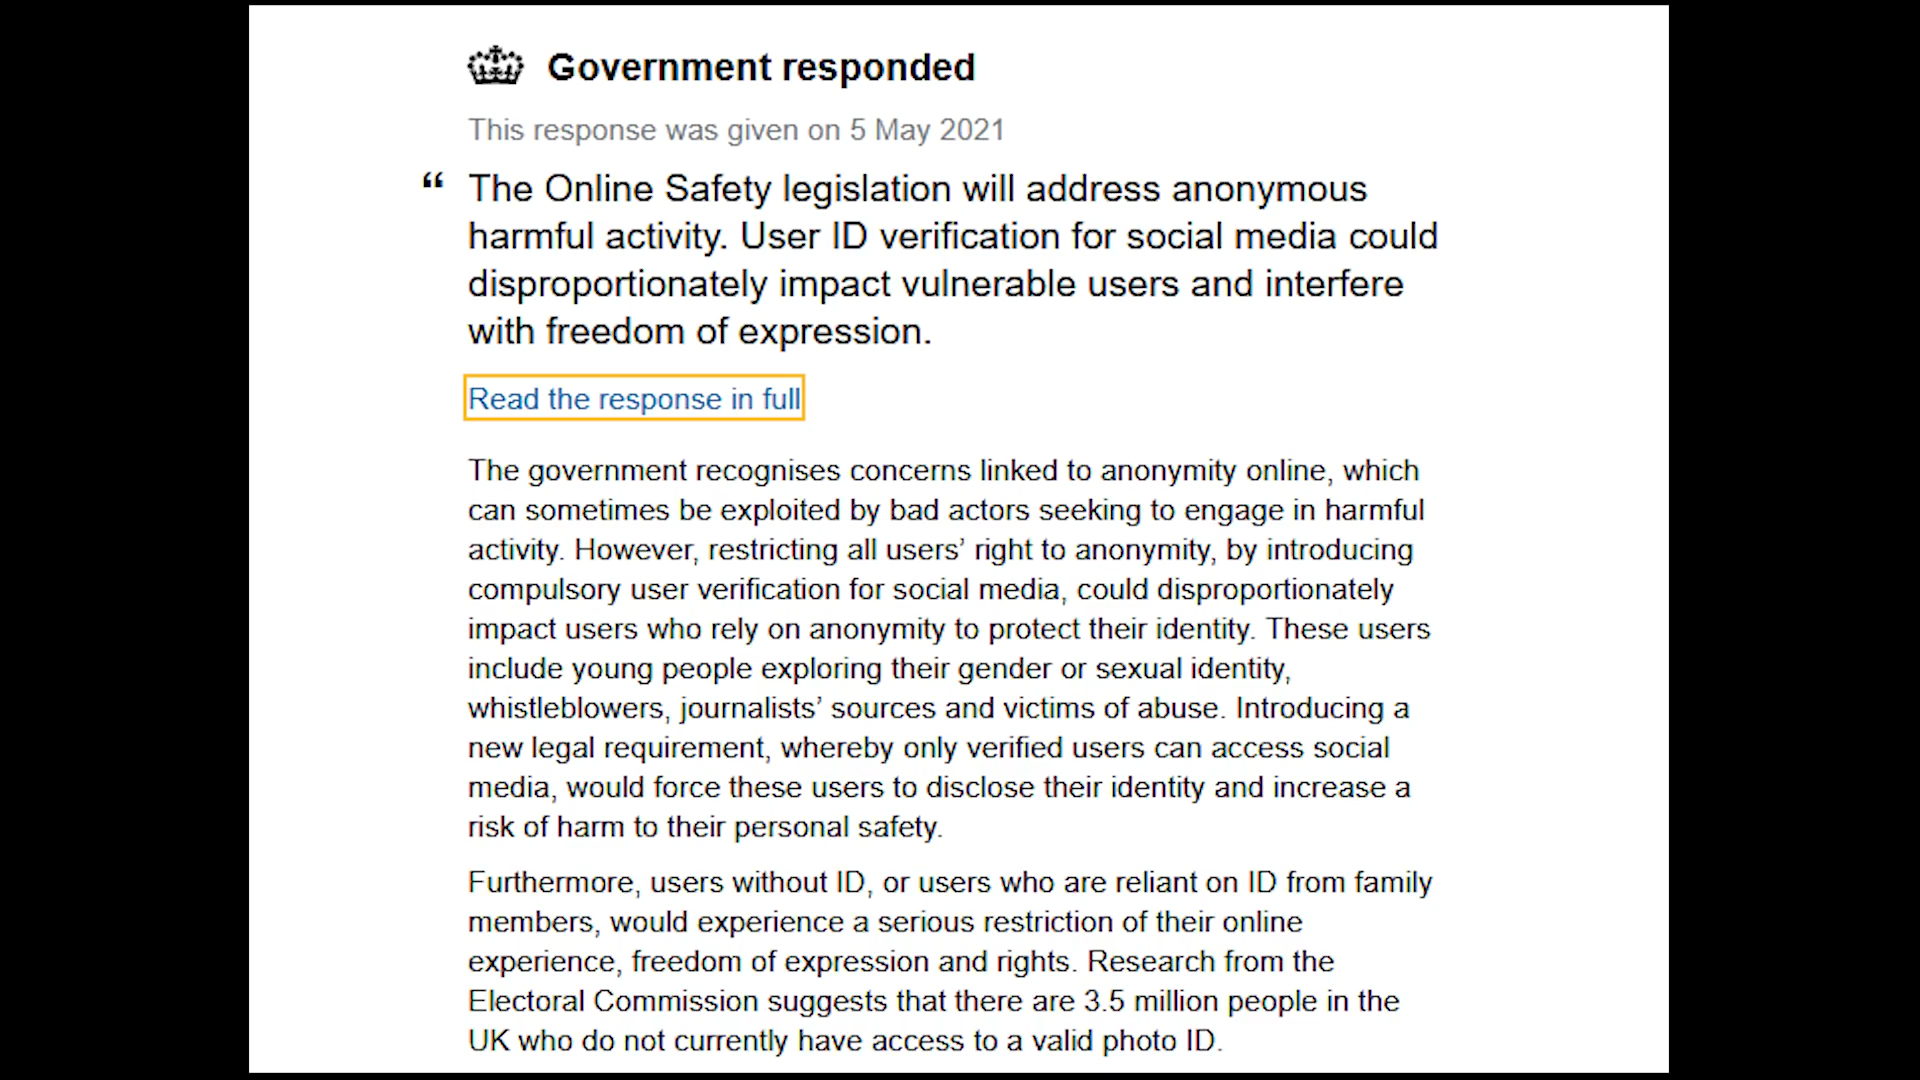 Government responded
This response was given on 5 May 2021
“ The Online Safety legislation will address anonymous
harmful activity. User ID verification for social media could
disproportionately impact vulnerable users and interfere
with freedom of expression.
Read the response in full
The government recognises concerns linked to anonymity online, which
can sometimes be exploited by bad actors seeking to engage in harmful
activity. However, restricting all users’ right to anonymity, by introducing
compulsory user verification for social media, could disproportionately
impact users who rely on anonymity to protect their identity. These users
include young people exploring their gender or sexual identity,
whistleblowers, journalists’ sources and victims of abuse. Introducing a
new legal requirement, whereby only verified users can access social
media, would force these users to disclose their identity and increase a
risk of harm to their personal safety.
Furthermore, users without ID, or users who are reliant on ID from family
members, would experience a serious restriction of their online
experience, freedom of expression and rights. Research from the
Electoral Commission suggests that there are 3.5 million people in the
UK who do not currently have access to a valid photo ID.